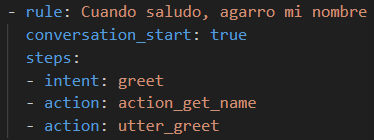 - rule: Cuando saludo, agarro mi nombre
conversation_start: true
steps:
- intent: greet
- action: action_get_name
- action: utter_greet